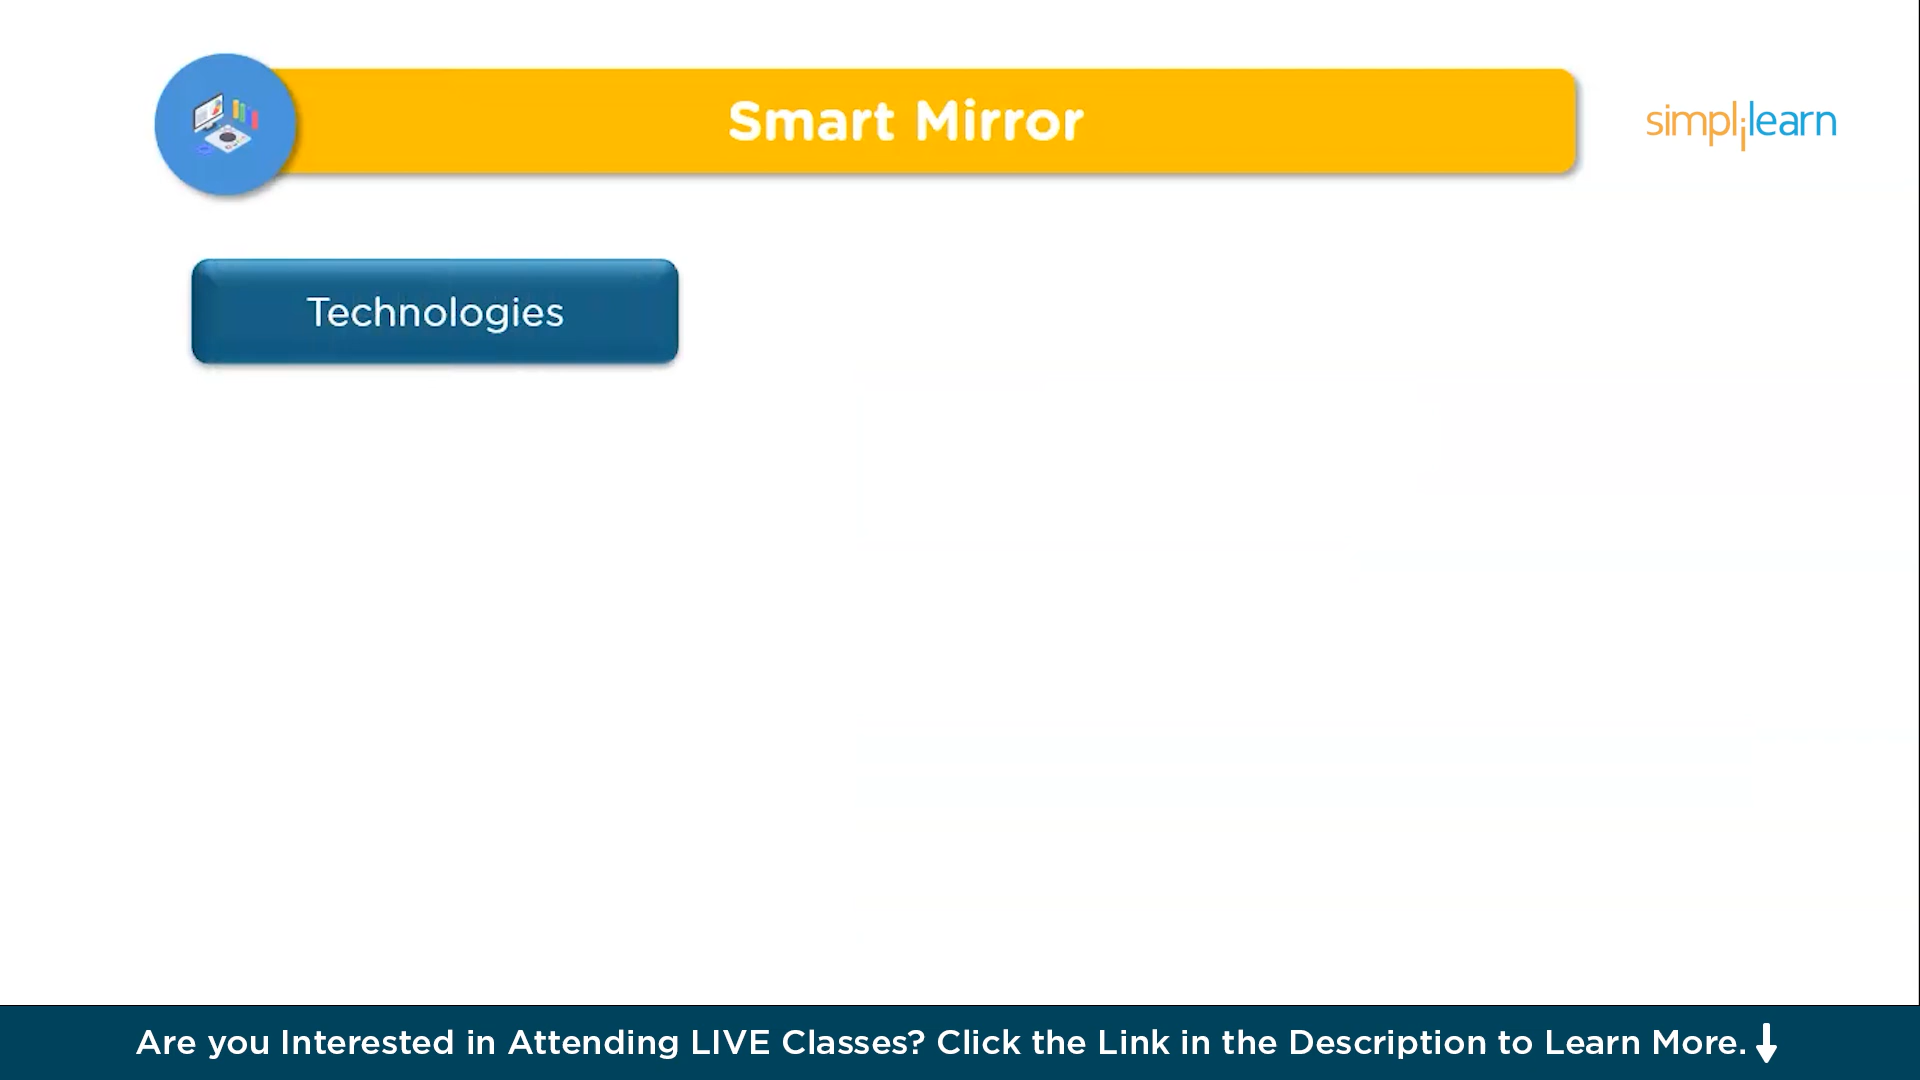 Smart Mirror
simplilearn
Technologies
Are you Interested in Attending LIVE Classes? Click the Link in the Description to Learn More.